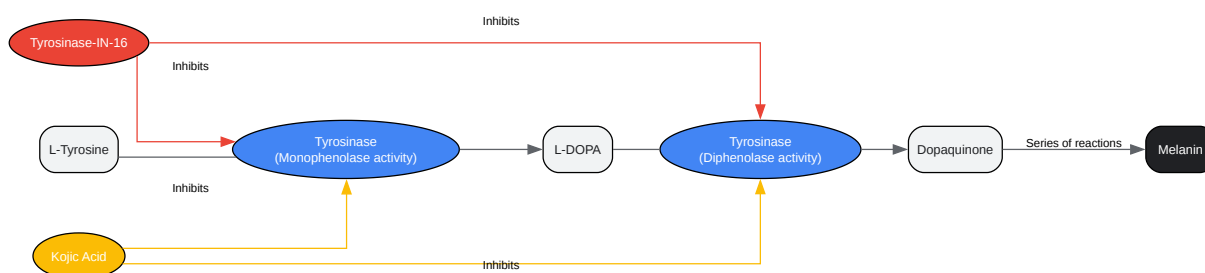 Inhibits
Tyrosinase-IN-16
Inhibits
L-Tyrosine
Tyrosinase
(Monophenolase activity)
L-DOPA
Tyrosinase
(Diphenolase activity)
Dopaquinone
Series of reactions
Melanin
Inhibits
Kojic Acid
Inhibits